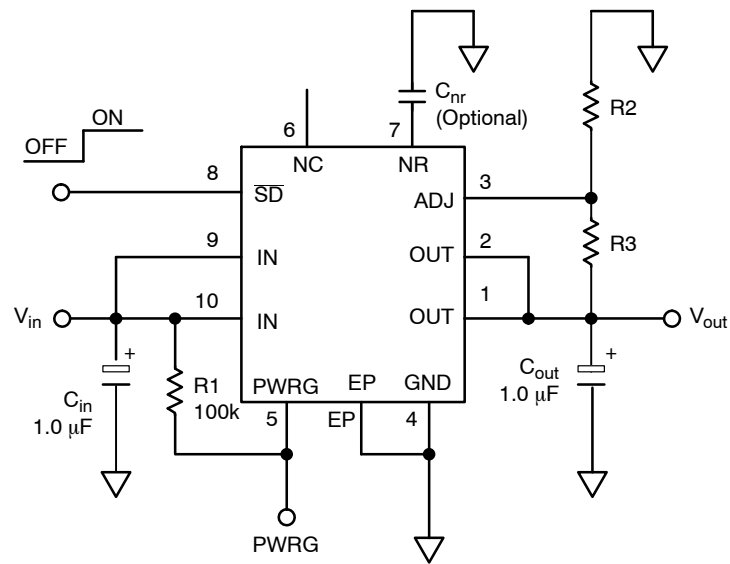 C_nr
(Optional)
R2
ON
OFF
6
7
NC
NR
8
SD
3
ADJ
9
IN
2
OUT
R3
V_in
10
IN
1
OUT
V_out
+
C_in
1.0 μF
R1
100k
PWRG
5
EP
EP
GND
4
+
C_out
1.0 μF
PWRG